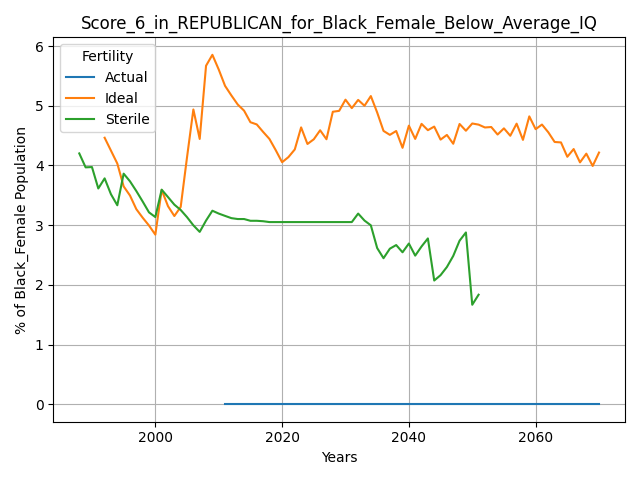 Score_6_in_REPUBLICAN_for_Black_Female_Below_Average_IQ
Fertility
Actual
Ideal
Sterile
% of Black_Female Population
6
5
4
3
2
1
0
2000
2020
2040
2060
Years